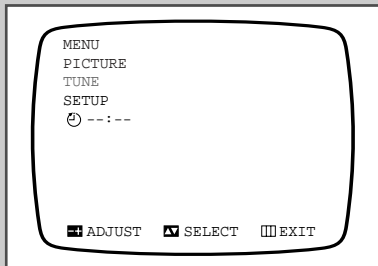 MENU
PICTURE
TUNE
SETUP
--:--
ADJUST SELECT EXIT